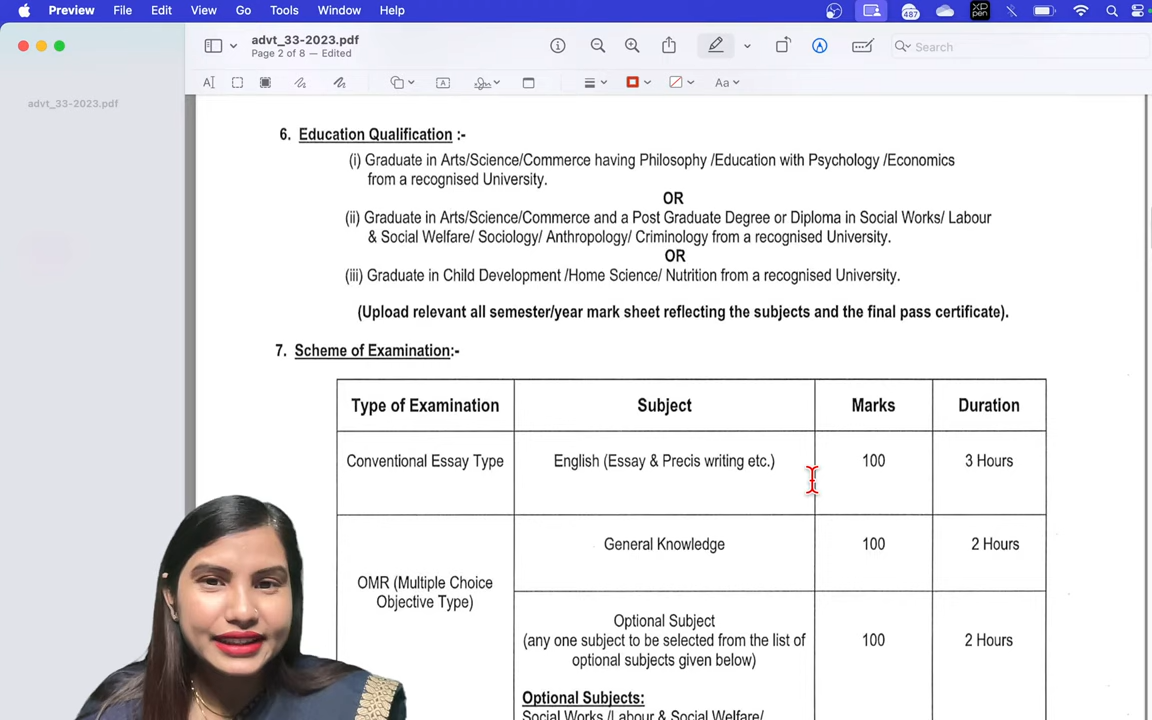 Preview File Edit View Go Tools Window Help
487
XD
pen
advt_33-2023.pdf
Page 2 of 8 — Edited
Search
Aa
advt_33-2023.pdf
6. Education Qualification :-
(i) Graduate in Arts/Science/Commerce having Philosophy /Education with Psychology /Economics
from a recognised University.
OR
(ii) Graduate in Arts/Science/Commerce and a Post Graduate Degree or Diploma in Social Works/ Labour
& Social Welfare/ Sociology/ Anthropology/ Criminology from a recognised University.
OR
(iii) Graduate in Child Development /Home Science/ Nutrition from a recognised University.
(Upload relevant all semester/year mark sheet reflecting the subjects and the final pass certificate).
7. Scheme of Examination:-
Type of Examination Subject Marks Duration
Conventional Essay Type English (Essay & Precis writing etc.) 100 3 Hours
General Knowledge 100 2 Hours
OMR (Multiple Choice
Objective Type)
Optional Subject
(any one subject to be selected from the list of 100 2 Hours
optional subjects given below)
Optional Subjects:
Social Works /Labour & Social Welfare/